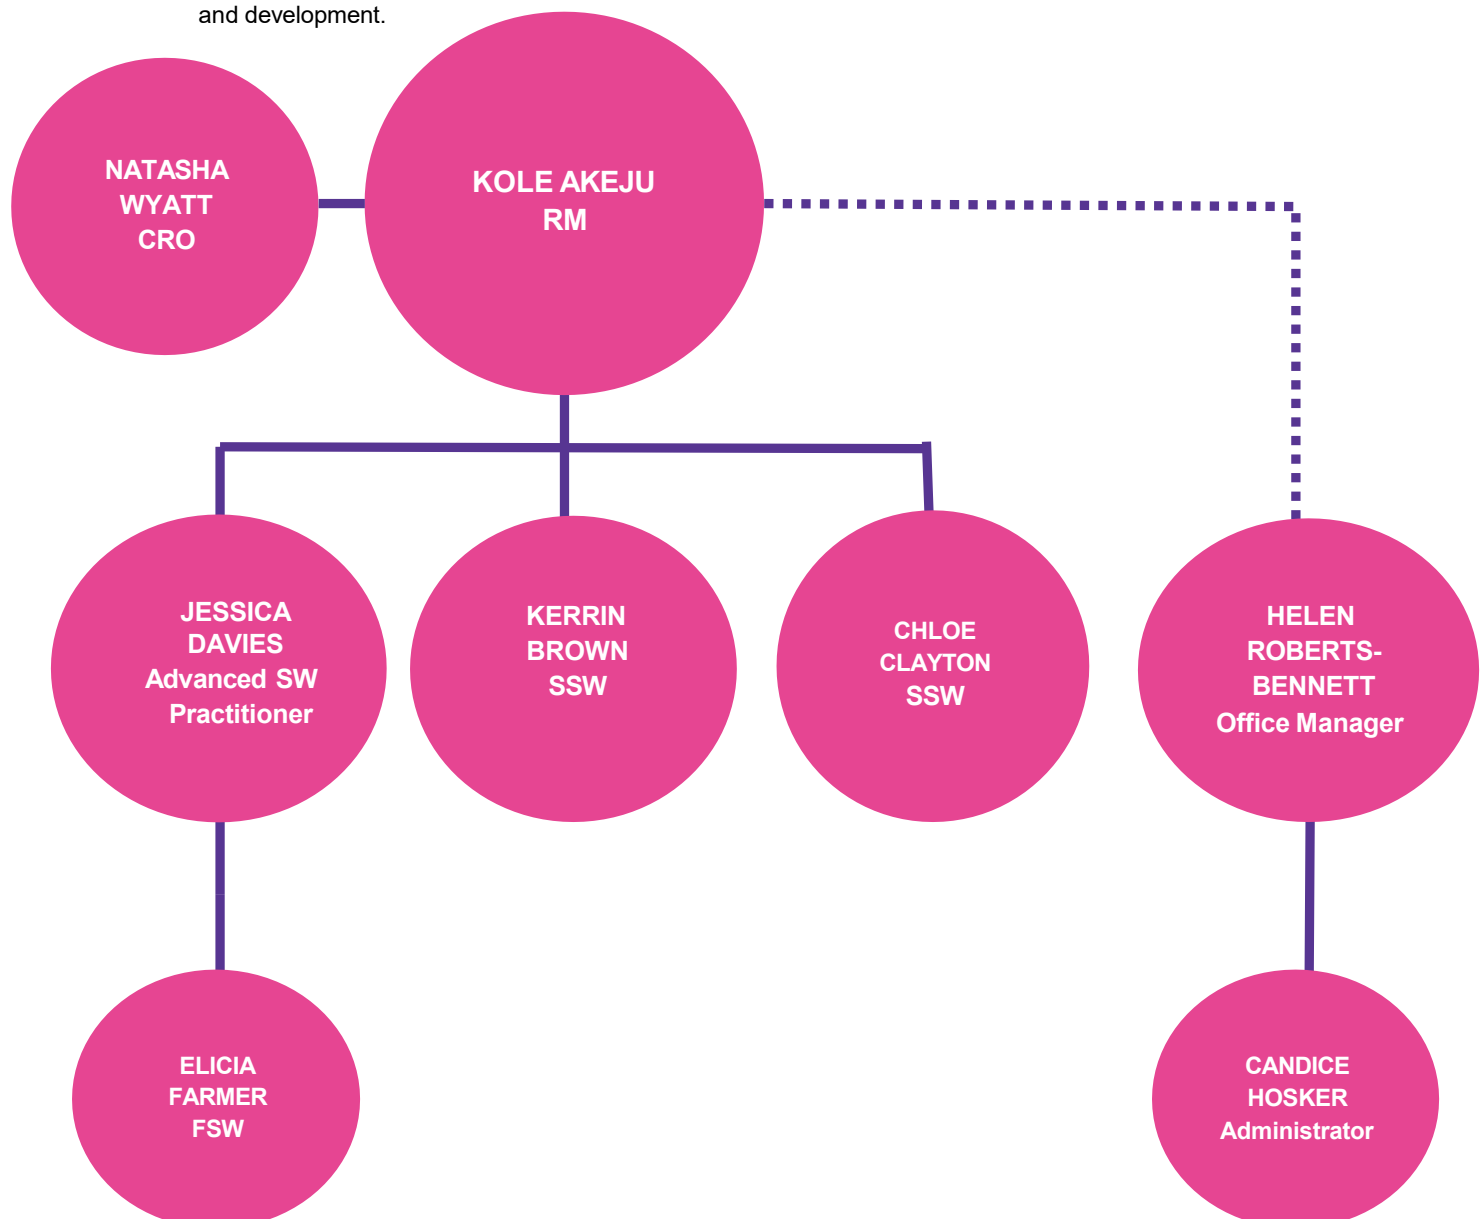 and development.
NATASHA
WYATT
CRO
KOLE AKEJU
RM
JESSICA
DAVIES
Advanced SW
Practitioner
KERRIN
BROWN
SSW
CHLOE
CLAYTON
SSW
HELEN
ROBERTS-
BENNETT
Office Manager
ELICIA
FARMER
FSW
CANDICE
HOSKER
Administrator